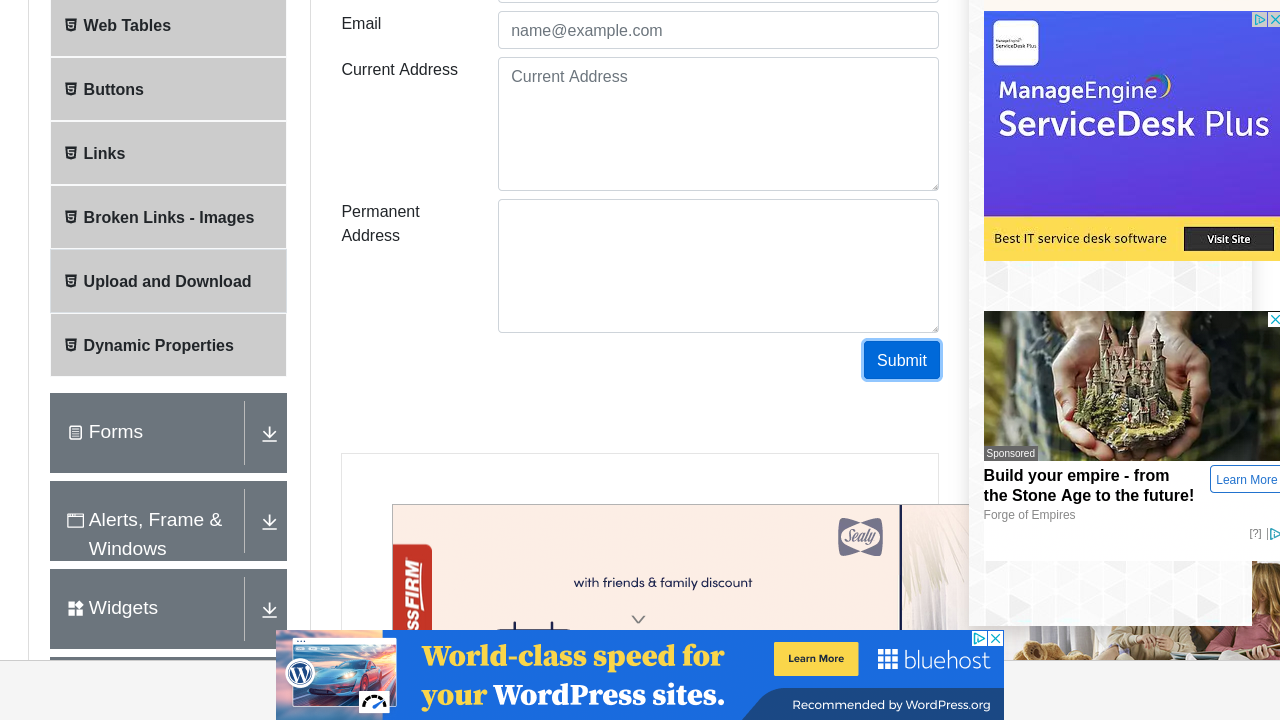 Web Tables
Buttons
Links
Broken Links - Images
Upload and Download
Dynamic Properties
Forms
Alerts, Frame &
Windows
Widgets
Email
name@example.com
Current Address
Current Address
Permanent
Address
Submit
Sealy
with friends & family discount
ManageEngine
ServiceDesk Plus
ManageEngine
ServiceDesk Plus
Best IT service desk software
Visit Site
Sponsored
Build your empire - from
the Stone Age to the future!
Learn More
Forge of Empires
[?]
World-class speed for
your WordPress sites.
Learn More
bluehost
Recommended by WordPress.org